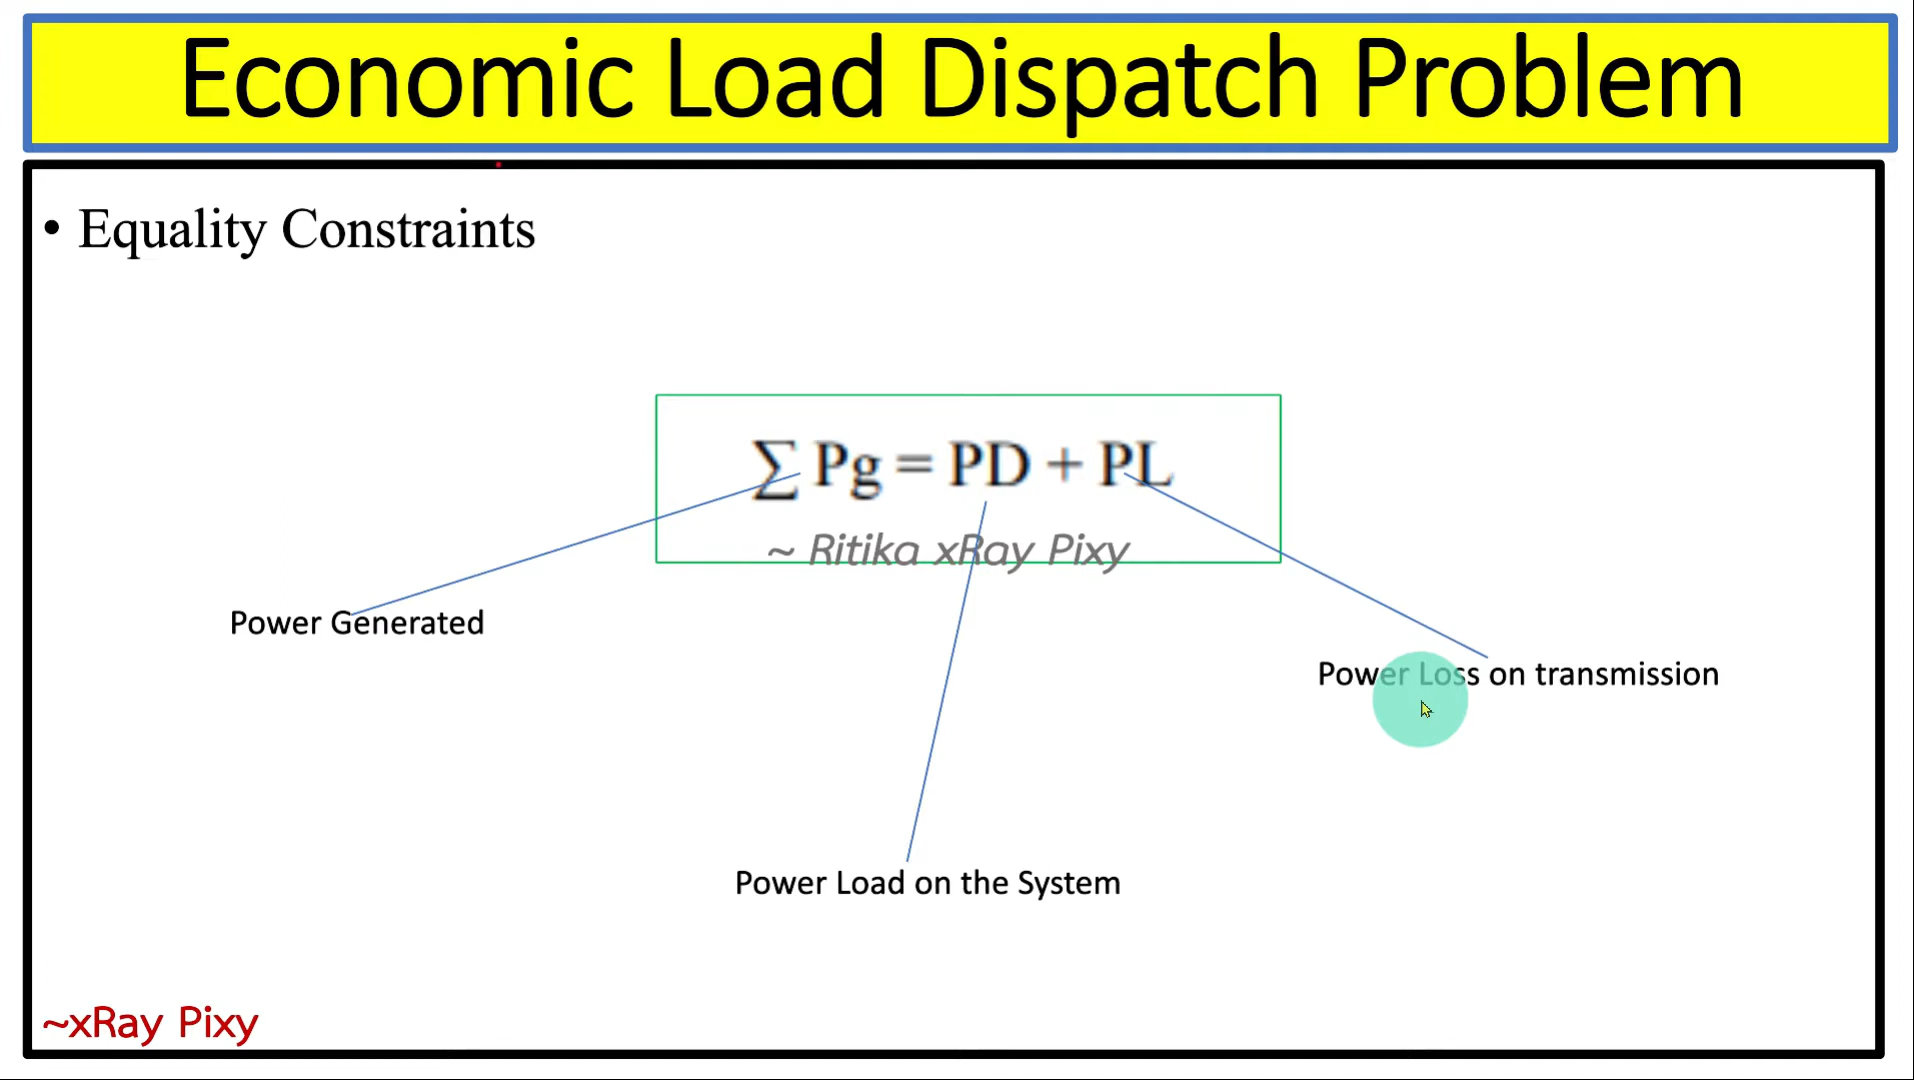 Economic Load Dispatch Problem
• Equality Constraints
∑ Pg = PD + PL
~ Ritika xRay Pixy
Power Generated
Power Loss on transmission
Power Load on the System
~xRay Pixy